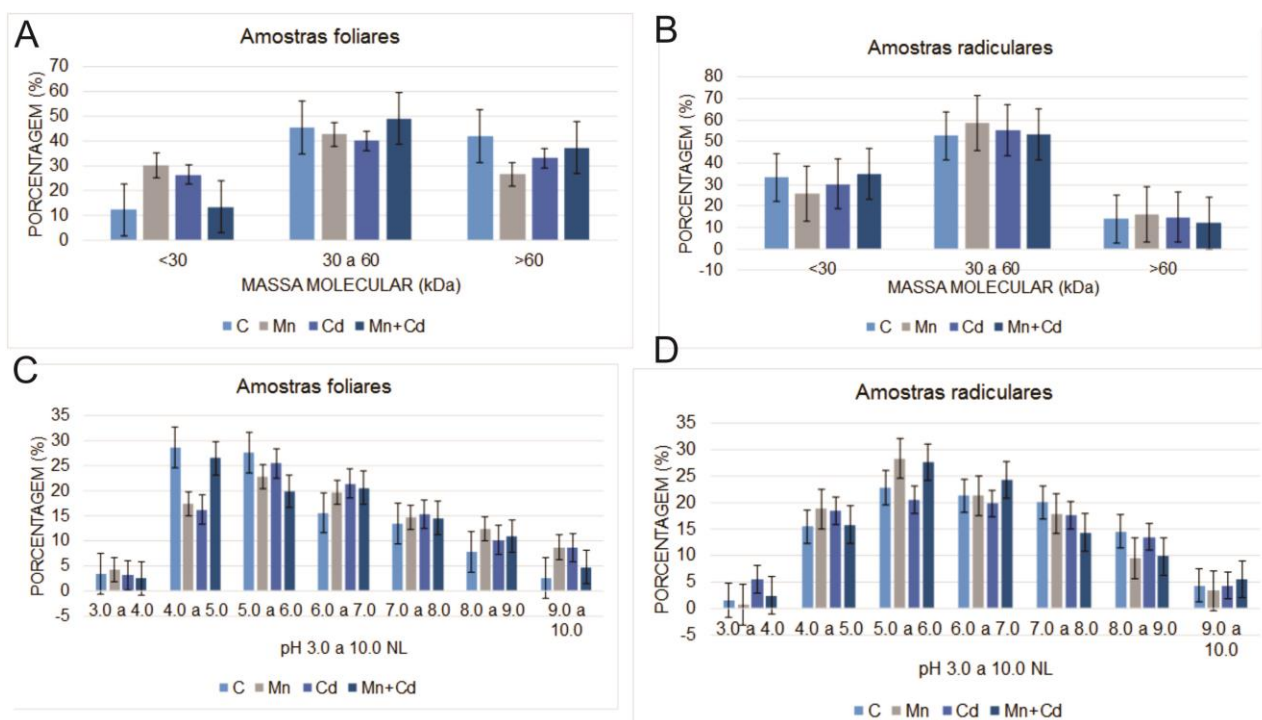 A
Amostras foliares
PORCENTAGEM (%)
70
60
50
40
30
20
10
0
<30
30 a 60
>60
MASSA MOLECULAR (kDa)
C Mn Cd Mn+Cd
B
Amostras radiculares
PORCENTAGEM (%)
80
70
60
50
40
30
20
10
0
-10
<30
30 a 60
>60
MASSA MOLECULAR (kDa)
C Mn Cd Mn+Cd
C
Amostras foliares
PORCENTAGEM (%)
35
30
25
20
15
10
5
0
-5
3.0 a 4.0
4.0 a 5.0
5.0 a 6.0
6.0 a 7.0
7.0 a 8.0
8.0 a 9.0
9.0 a
10.0
pH 3.0 a 10.0 NL
C Mn Cd Mn+Cd
D
Amostras radiculares
PORCENTAGEM (%)
35
30
25
20
15
10
5
0
-5
3.0 a 4.0
4.0 a 5.0
5.0 a 6.0
6.0 a 7.0
7.0 a 8.0
8.0 a 9.0
9.0 a
10.0
pH 3.0 a 10.0 NL
C Mn Cd Mn+Cd